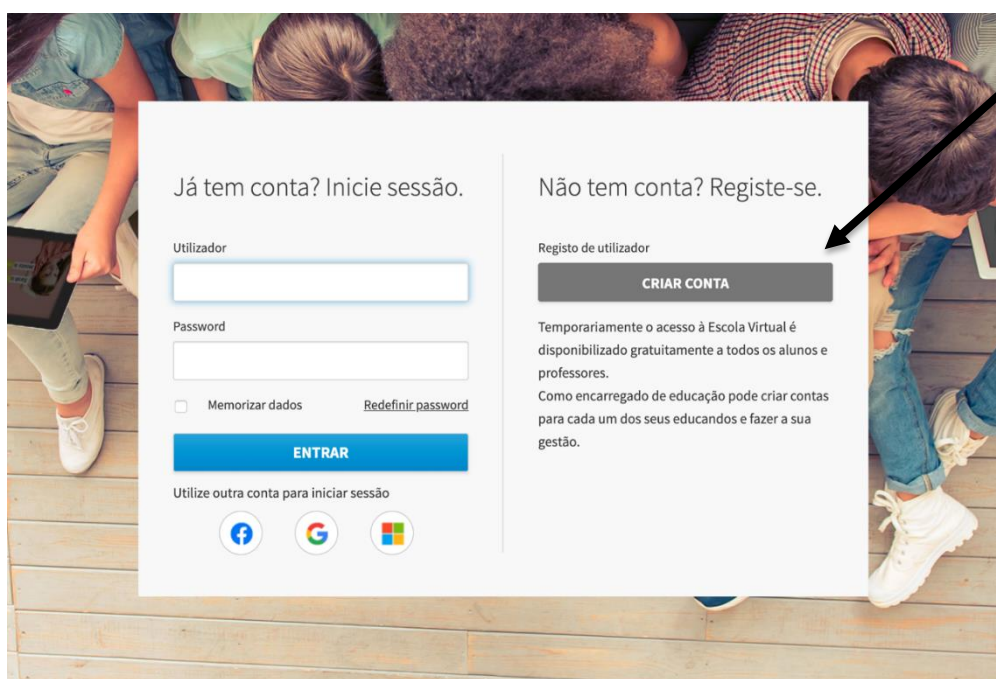 Já tem conta? Inicie sessão.
Utilizador
Password
Memorizar dados
Redefinir password
ENTRAR
Utilize outra conta para iniciar sessão
Não tem conta? Registe-se.
Registo de utilizador
CRIAR CONTA
Temporariamente o acesso à Escola Virtual é
disponibilizado gratuitamente a todos os alunos e
professores.
Como encarregado de educação pode criar contas
para cada um dos seus educandos e fazer a sua
gestão.